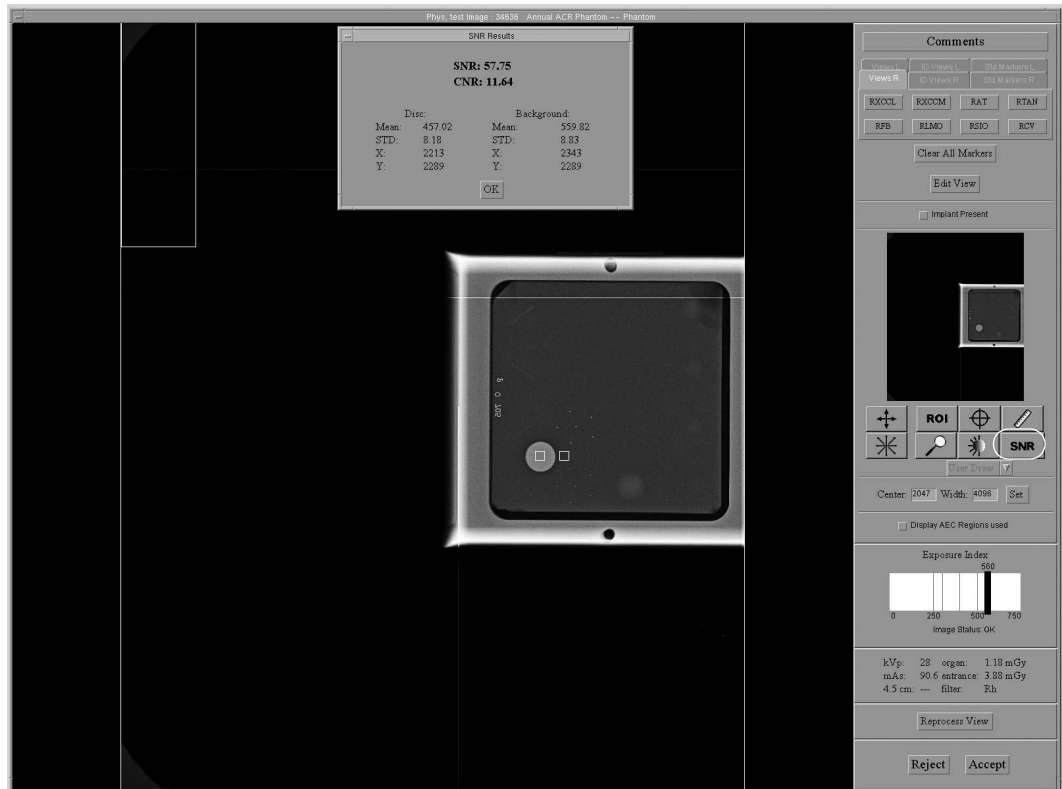 Phys, test Image : 34636 Annual ACR Phantom -- Phantom
SNR Results
SNR: 57.75
CNR: 11.64
Disc: Background:
Mean: 457.02 Mean: 559.82
STD: 8.18 STD: 8.83
X: 2213 X: 2343
Y: 2289 Y: 2289
OK
Comments
Views L ID Views L Std Markers L
Views R ID Views R Std Markers R
RXCCL RXCCM RAT RTAN
RFB RLMO RSIO RCV
Clear All Markers
Edit View
Implant Present
ROI
SNR
User Draw
Center: 2047 Width: 4096 Set
Display AEC Regions used
Exposure Index
560
0 250 500 750
Image Status: OK
kVp: 28 organ: 1.18 mGy
mAs: 90.6 entrance: 3.88 mGy
4.5 cm: --- filter: Rh
Reprocess View
Reject Accept